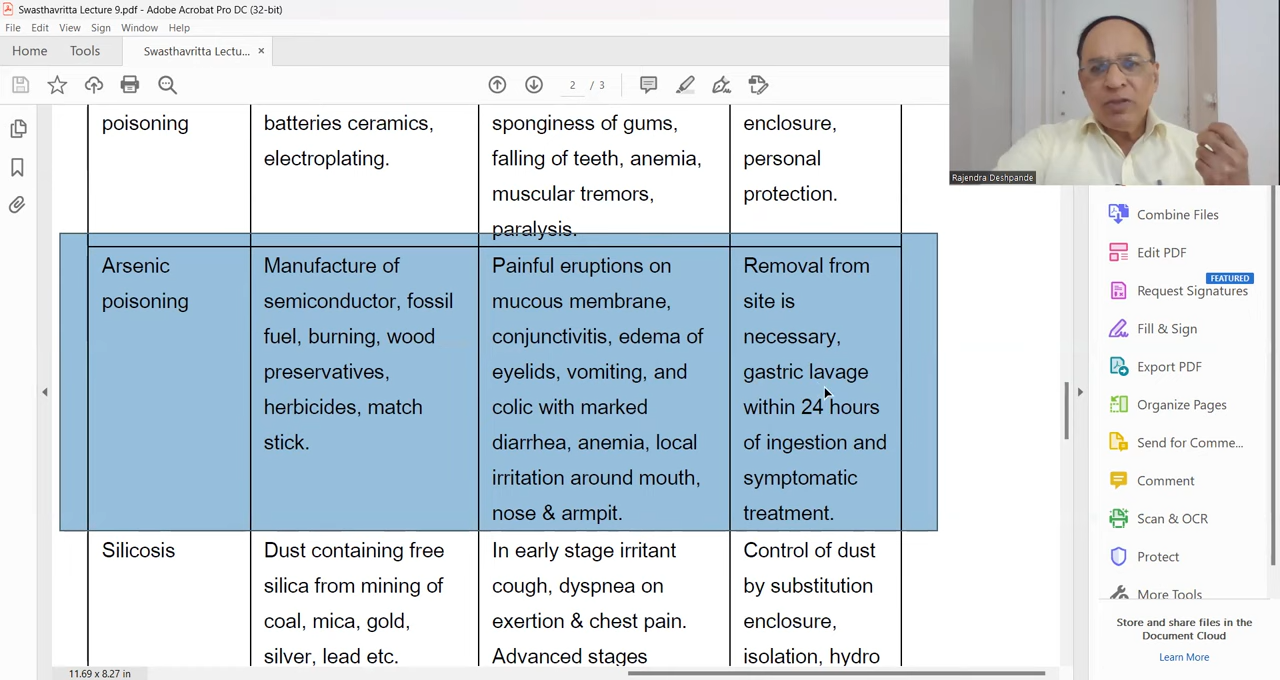 Swasthavritta Lecture 9.pdf - Adobe Acrobat Pro DC (32-bit)
File Edit View Sign Window Help
Home Tools Swasthavritta Lectu... ×
2 / 3
poisoning
batteries ceramics,
electroplating.
sponginess of gums,
falling of teeth, anemia,
muscular tremors,
paralysis.
enclosure,
personal
protection.
Arsenic
poisoning
Manufacture of
semiconductor, fossil
fuel, burning, wood
preservatives,
herbicides, match
stick.
Painful eruptions on
mucous membrane,
conjunctivitis, edema of
eyelids, vomiting, and
colic with marked
diarrhea, anemia, local
irritation around mouth,
nose & armpit.
Removal from
site is
necessary,
gastric lavage
within 24 hours
of ingestion and
symptomatic
treatment.
Silicosis
Dust containing free
silica from mining of
coal, mica, gold,
silver, lead etc.
In early stage irritant
cough, dyspnea on
exertion & chest pain.
Advanced stages
Control of dust
by substitution
enclosure,
isolation, hydro
11.69 x 8.27 in
Rajendra Deshpande
Combine Files
Edit PDF
FEATURED
Request Signatures
Fill & Sign
Export PDF
Organize Pages
Send for Comme...
Comment
Scan & OCR
Protect
More Tools
Store and share files in the
Document Cloud
Learn More